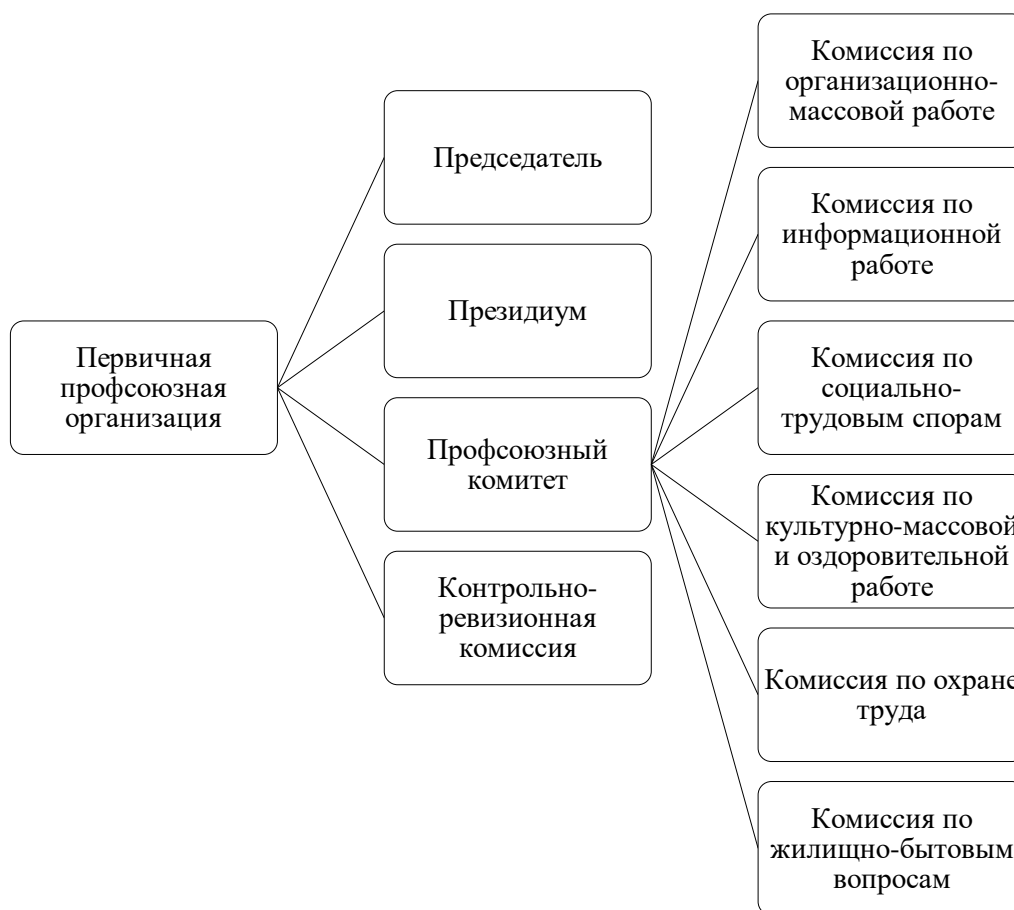 Первичная
профсоюзная
организация
Председатель
Президиум
Профсоюзный
комитет
Контрольно-
ревизионная
комиссия
Комиссия по
организационно-
массовой работе
Комиссия по
информационной
работе
Комиссия по
социально-
трудовым спорам
Комиссия по
культурно-массовой
и оздоровительной
работе
Комиссия по охране
труда
Комиссия по
жилищно-бытовым
вопросам